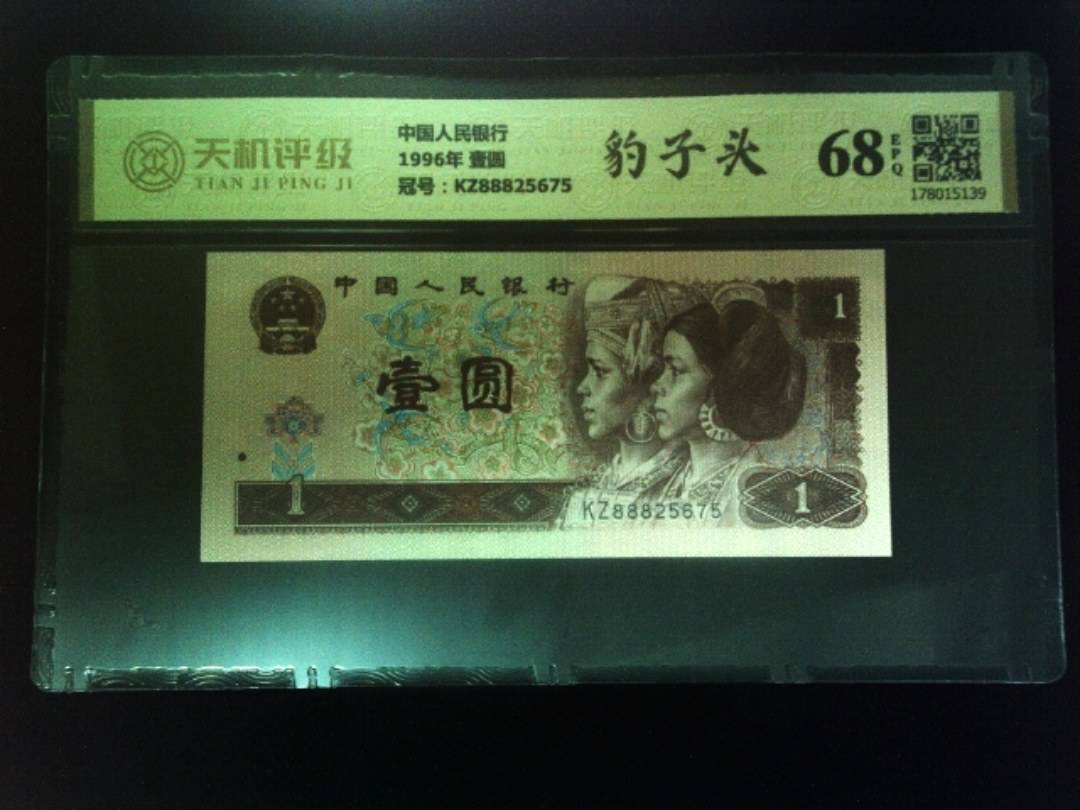 天机评级
TIAN JI PING JI
中国人民银行
1996年 壹圆
冠号：KZ88825675
豹子头
68
EPQ
178015139
中国人民银行
1
壹圆
1
KZ88825675
1